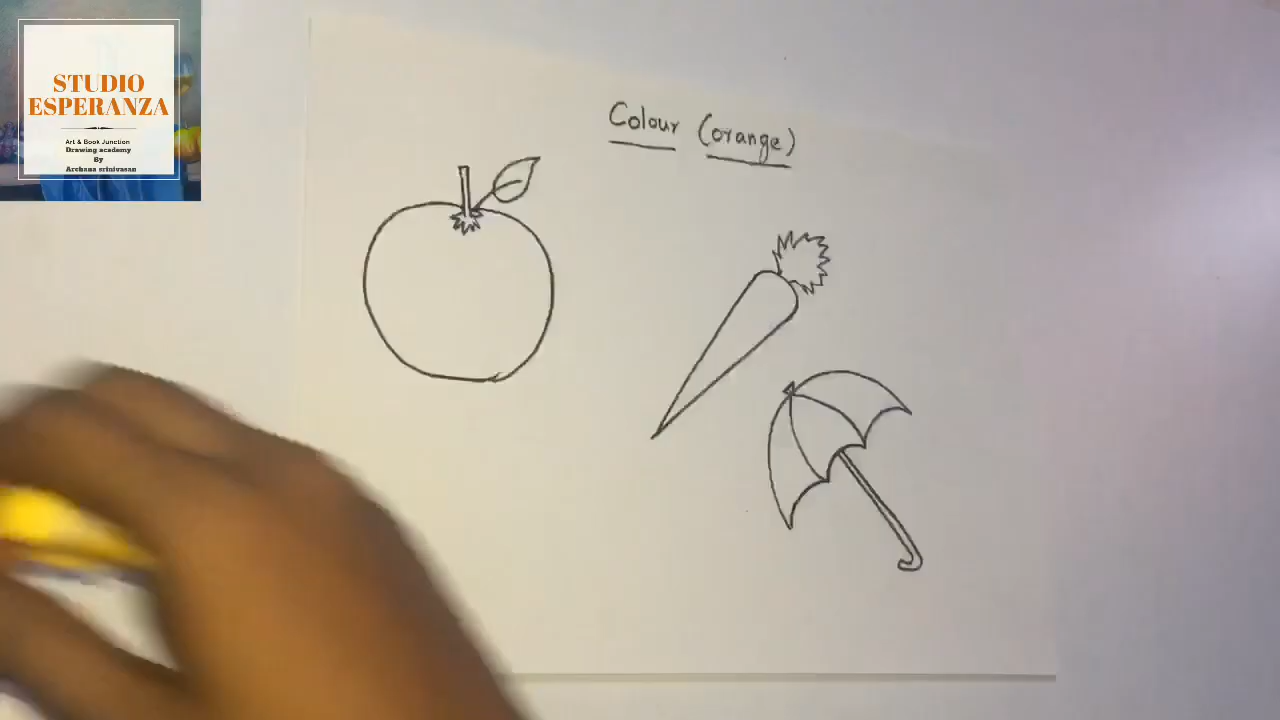 STUDIO
ESPERANZA
Art & Book Junction
Drawing academy
By
Archana srinivasan
Colour (orange)